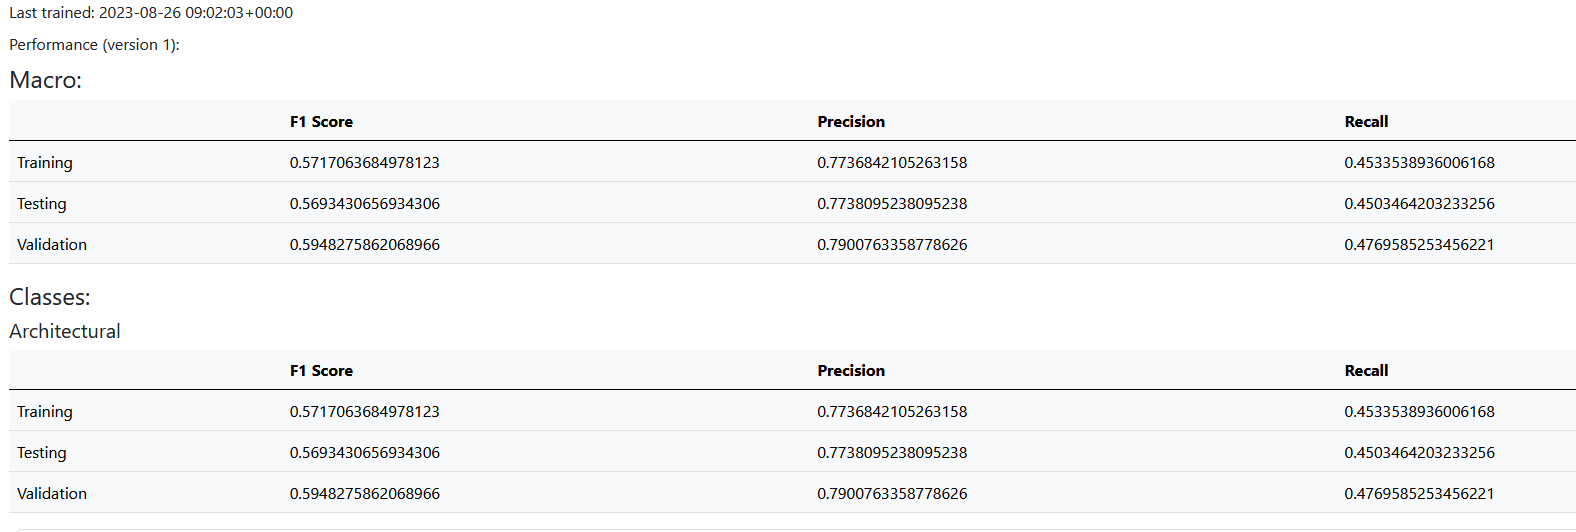 Last trained: 2023-08-26 09:02:03+00:00
Performance (version 1):
Macro:
F1 Score Precision Recall
Training 0.5717063684978123 0.7736842105263158 0.4533538936006168
Testing 0.5693430656934306 0.7738095238095238 0.4503464203233256
Validation 0.5948275862068966 0.7900763358778626 0.4769585253456221
Classes:
Architectural
F1 Score Precision Recall
Training 0.5717063684978123 0.7736842105263158 0.4533538936006168
Testing 0.5693430656934306 0.7738095238095238 0.4503464203233256
Validation 0.5948275862068966 0.7900763358778626 0.4769585253456221